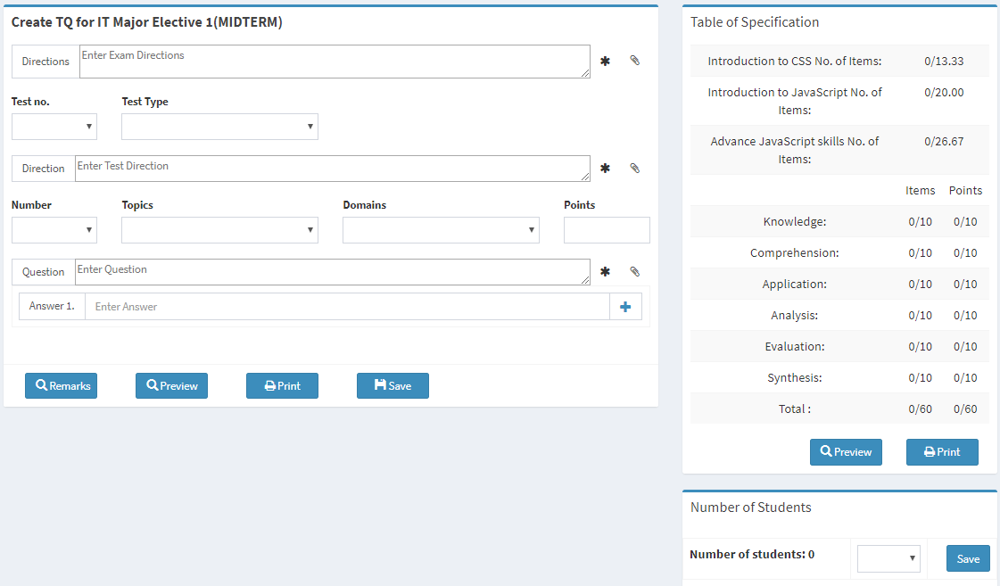 Create TQ for IT Major Elective 1(MIDTERM)
Directions
Enter Exam Directions
Test no.
Test Type
Direction
Enter Test Direction
Number
Topics
Domains
Points
Question
Enter Question
Answer 1.
Enter Answer
Remarks
Preview
Print
Save
Table of Specification
Introduction to CSS No. of Items: 0/13.33
Introduction to JavaScript No. of 0/20.00
Items:
Advance JavaScript skills No. of 0/26.67
Items:
Items Points
Knowledge: 0/10 0/10
Comprehension: 0/10 0/10
Application: 0/10 0/10
Analysis: 0/10 0/10
Evaluation: 0/10 0/10
Synthesis: 0/10 0/10
Total : 0/60 0/60
Preview
Print
Number of Students
Number of students: 0
Save